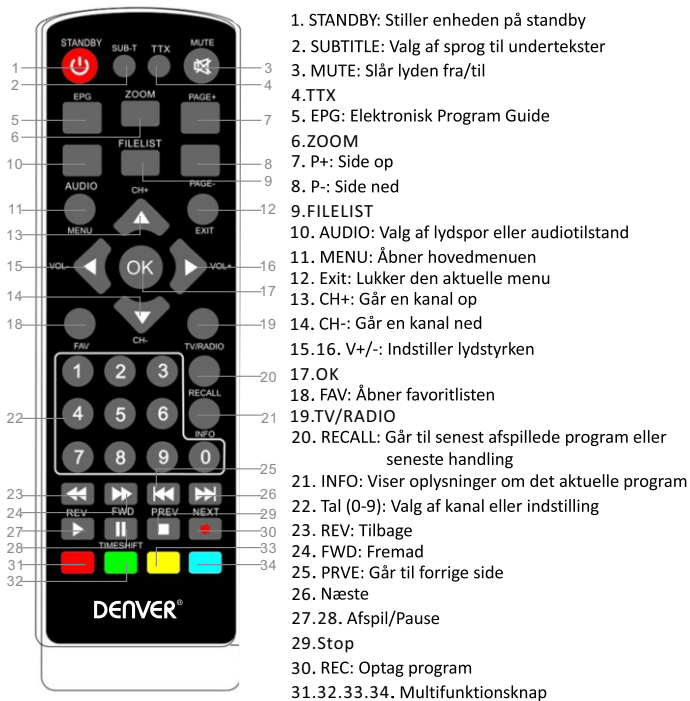 STANDBY
SUB-T
TTX
MUTE
1
2
3
4
EPG
ZOOM
PAGE+
5
6
7
FILELIST
10
8
9
AUDIO
CH+
PAGE-
11
12
MENU
EXIT
13
VOL-
OK
VOL+
15
16
14
17
18
19
FAV
CH-
TV/RADIO
1 2 3
20
RECALL
4 5 6
22
21
INFO
7 8 9 0
25
23
26
REV FWD PREV NEXT
24
29
27
30
TIMESHIFT
28
33
31
34
32
DENVER®
1. STANDBY: Stiller enheden på standby
2. SUBTITLE: Valg af sprog til undertekster
3. MUTE: Slår lyden fra/til
4.TTX
5. EPG: Elektronisk Program Guide
6.ZOOM
7. P+: Side op
8. P-: Side ned
9.FILELIST
10. AUDIO: Valg af lydspor eller audiotilstand
11. MENU: Åbner hovedmenuen
12. Exit: Lukker den aktuelle menu
13. CH+: Går en kanal op
14. CH-: Går en kanal ned
15.16. V+/-: Indstiller lydstyrken
17.OK
18. FAV: Åbner favoritlisten
19.TV/RADIO
20. RECALL: Går til senest afspillede program eller
seneste handling
21. INFO: Viser oplysninger om det aktuelle program
22. Tal (0-9): Valg af kanal eller indstilling
23. REV: Tilbage
24. FWD: Fremad
25. PRVE: Går til forrige side
26. Næste
27.28. Afspil/Pause
29.Stop
30. REC: Optag program
31.32.33.34. Multifunktionsknap